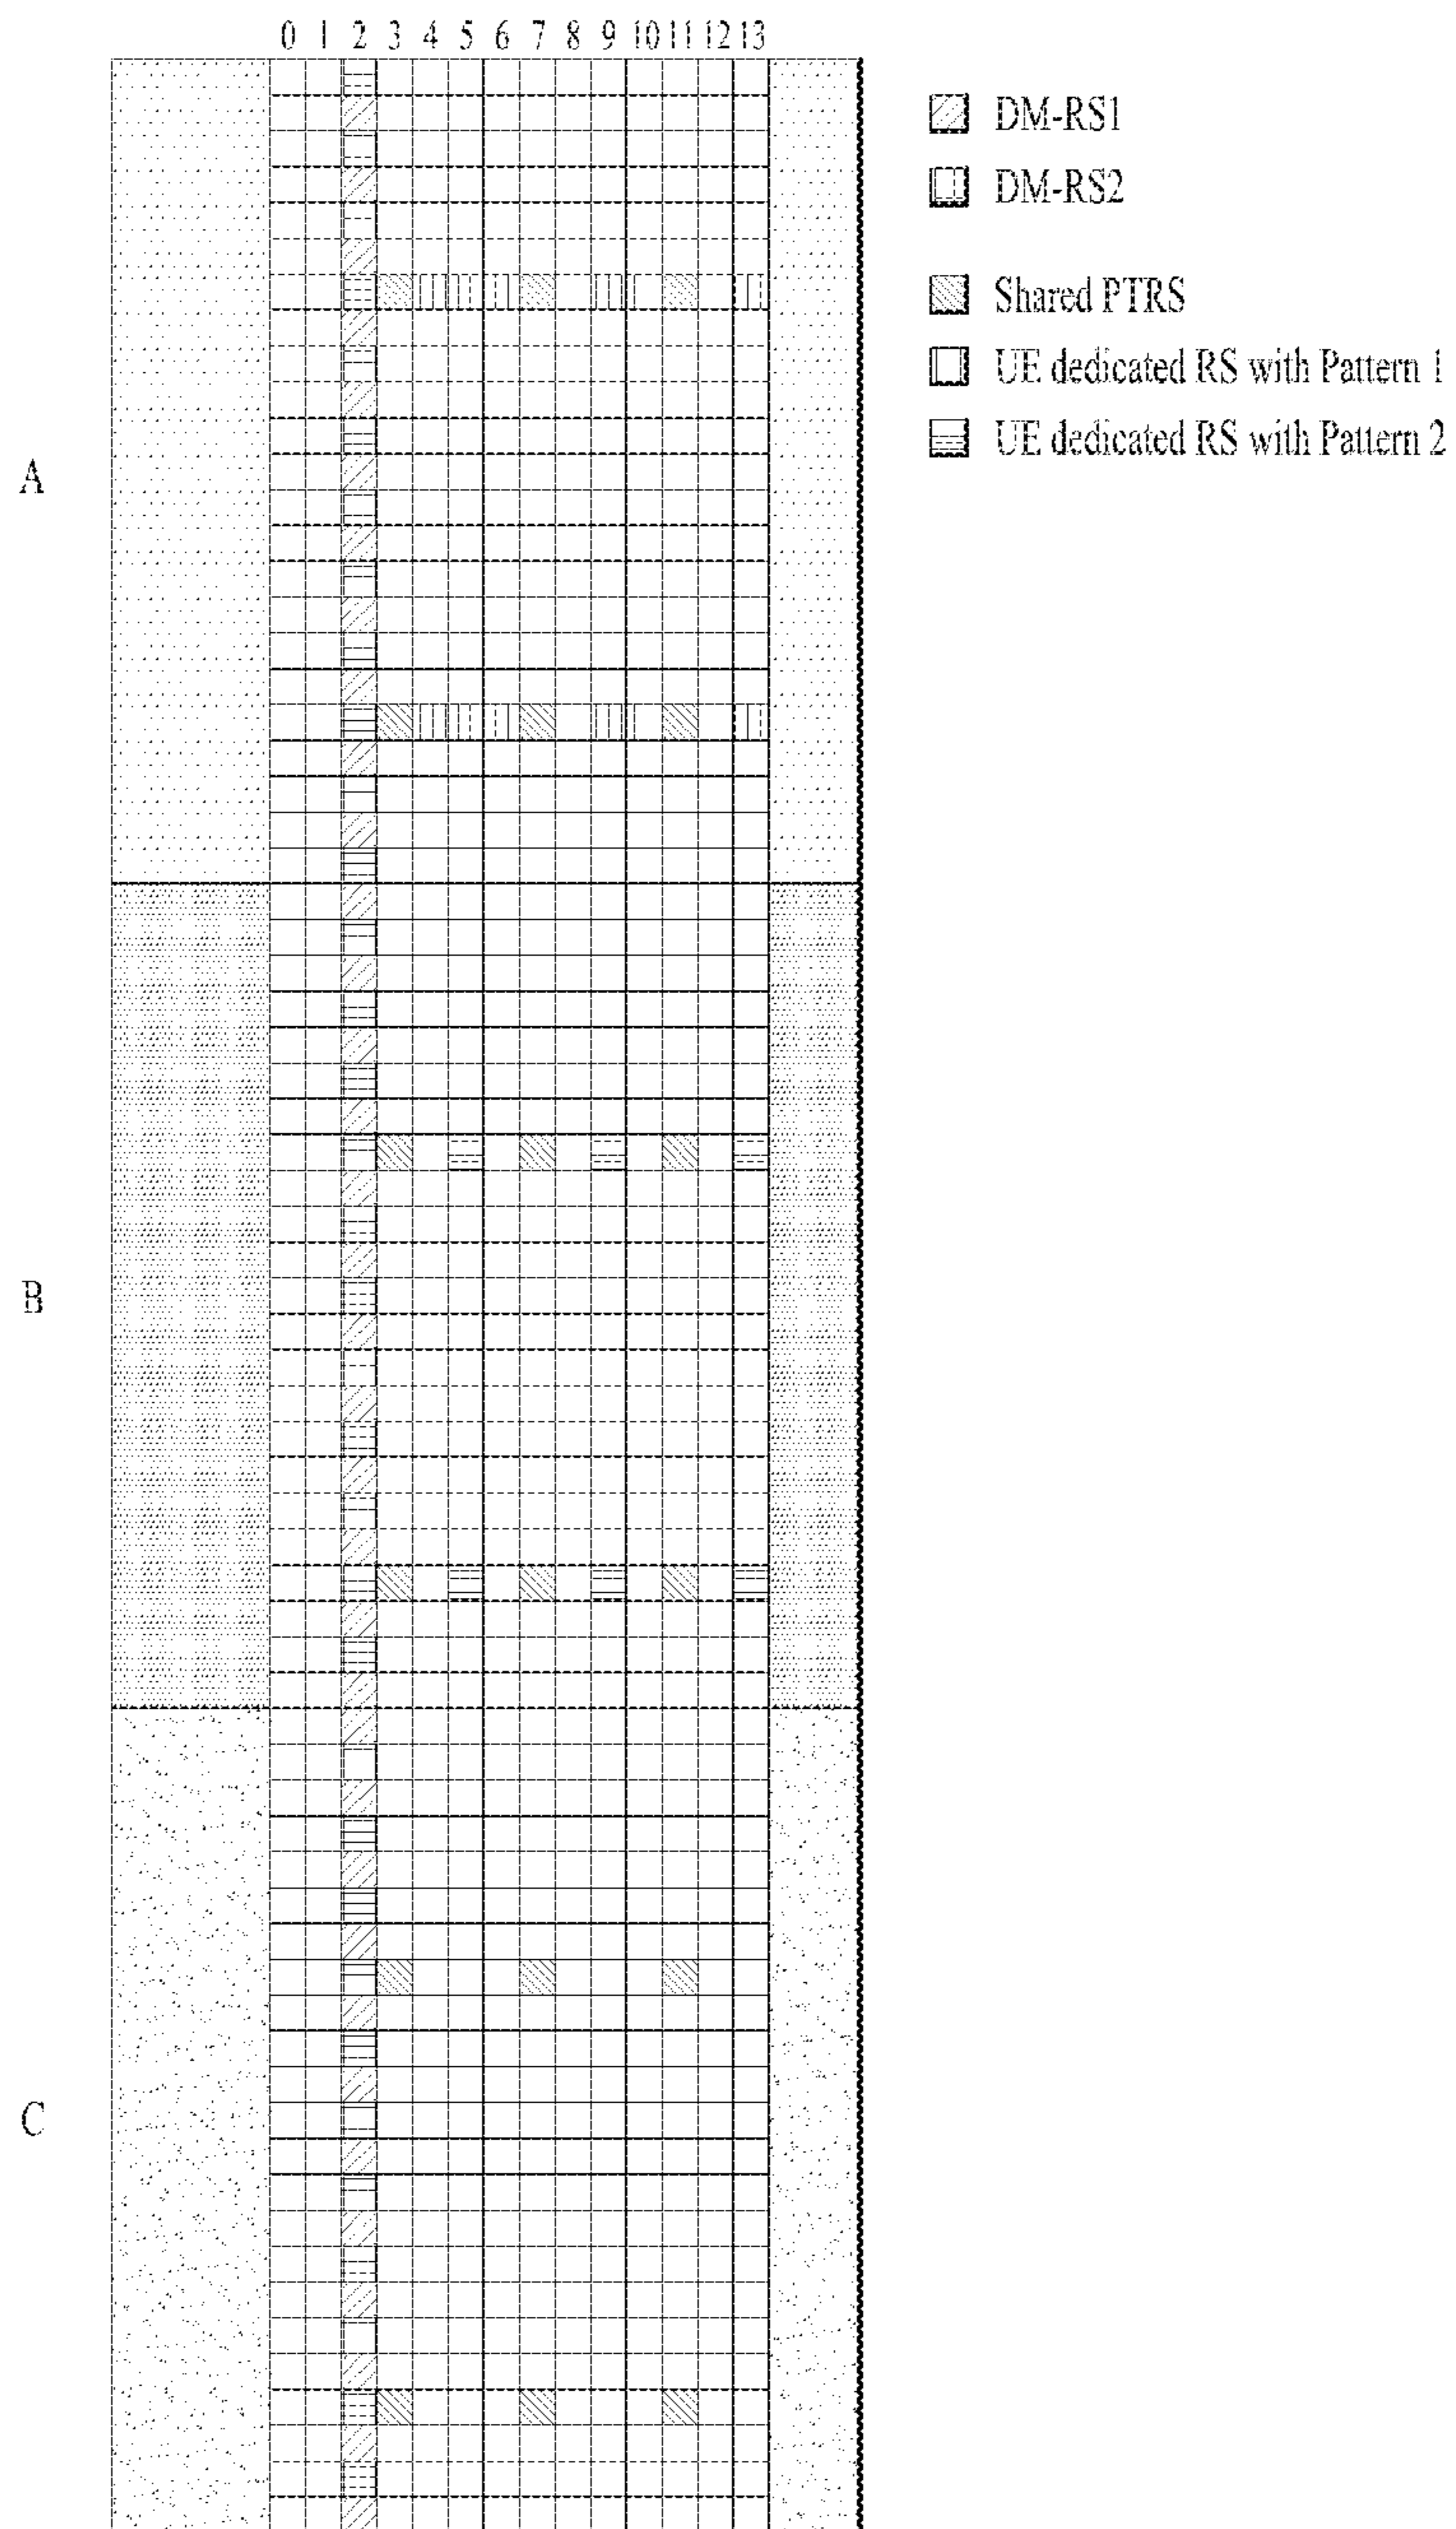 0 1 2 3 4 5 6 7 8 9 10 11 12 13
DM-RS1
DM-RS2
Shared PTRS
UE dedicated RS with Pattern 1
UE dedicated RS with Pattern 2
A
B
C